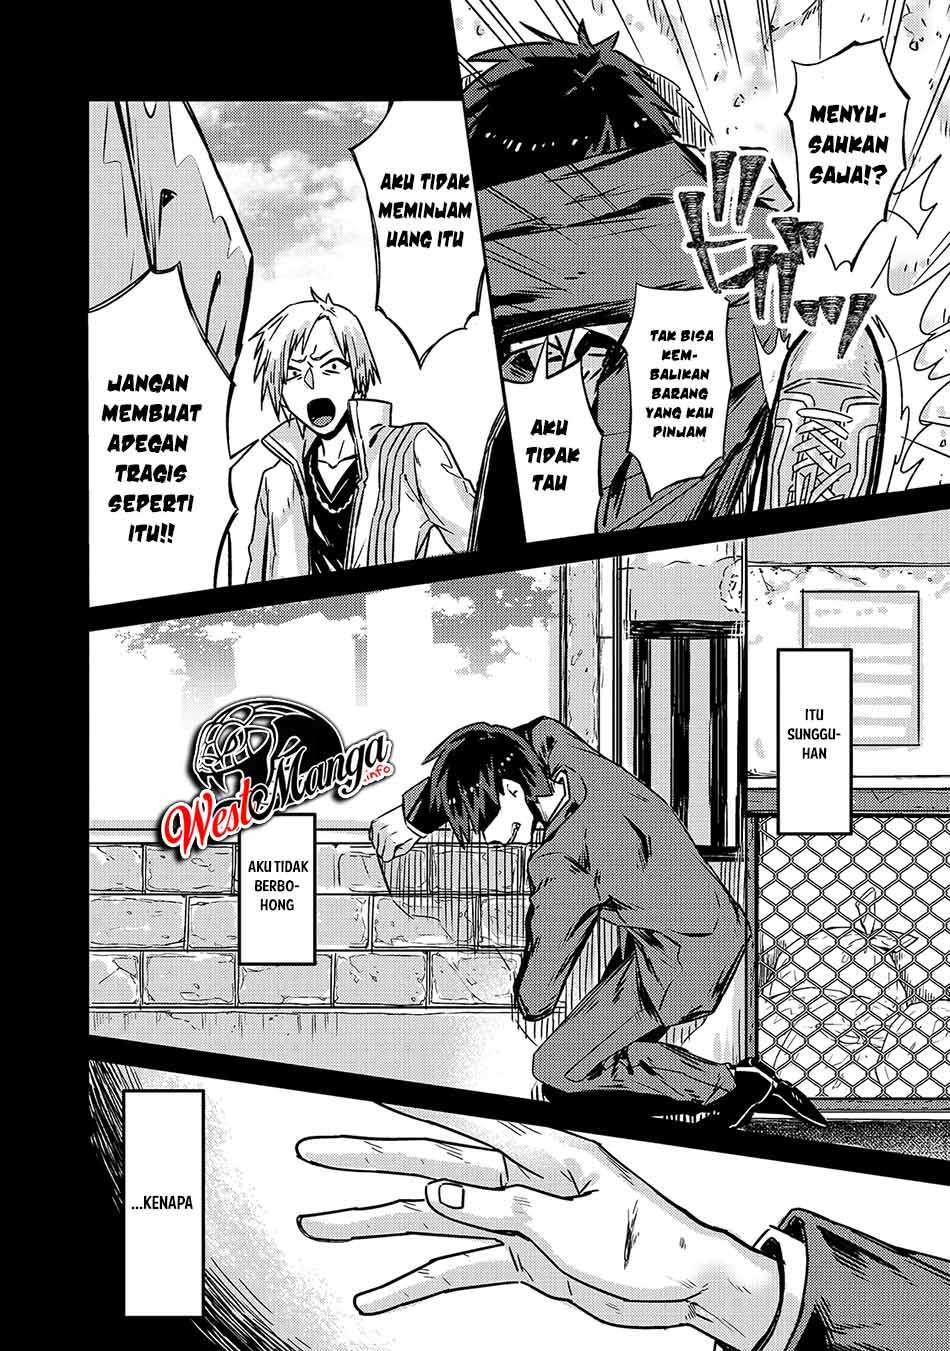 MENYU-
SAHKAN
SAJA!?
TAK BISA
KEM-
BALIKAN
BARANG
YANG KAU
PINJAM
AKU
TIDAK
TAU
AKU TIDAK
MEMINJAM
UANG ITU
JANGAN
MEMBUAT
ADEGAN
TRAGIS
SEPERTI
ITU!!
ITU
SUNGGU-
HAN
WestManga
.info
AKU TIDAK
BERBO-
HONG
...KENAPA